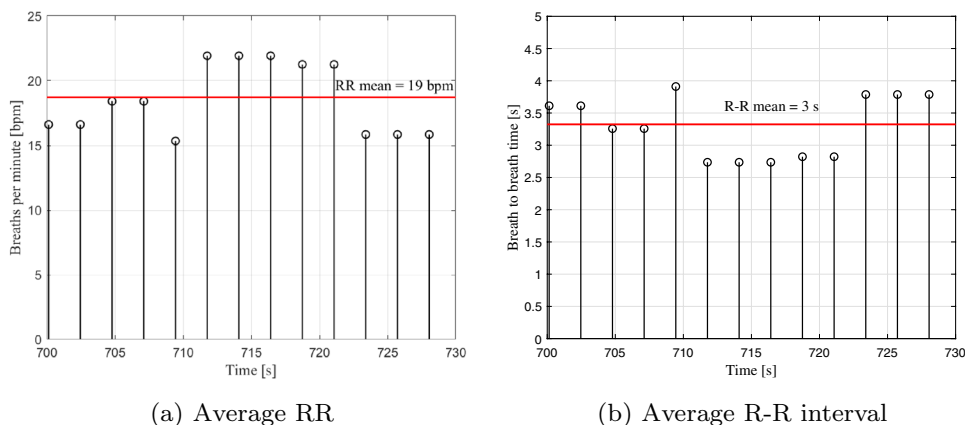 25
20
15
10
5
0
Breaths per minute [bpm]
RR mean = 19 bpm
700 705 710 715 720 725 730
Time [s]
(a) Average RR
5
4.5
4
3.5
3
2.5
2
1.5
1
0.5
0
Breath to breath time [s]
R-R mean = 3 s
700 705 710 715 720 725 730
Time [s]
(b) Average R-R interval